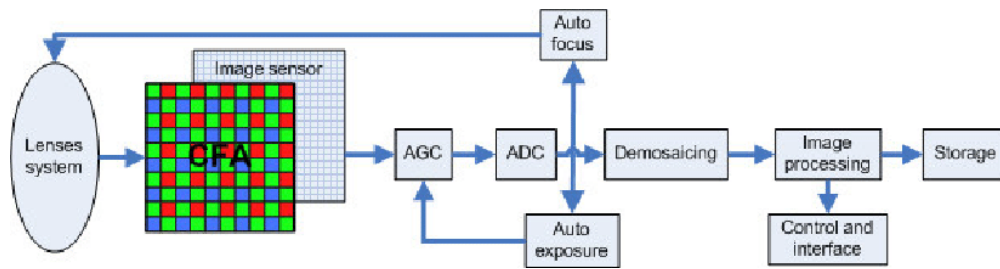 Auto
focus
Image sensor
Lenses
system
CFA
AGC
ADC
Demosaicing
Image
processing
Storage
Auto
exposure
Control and
interface